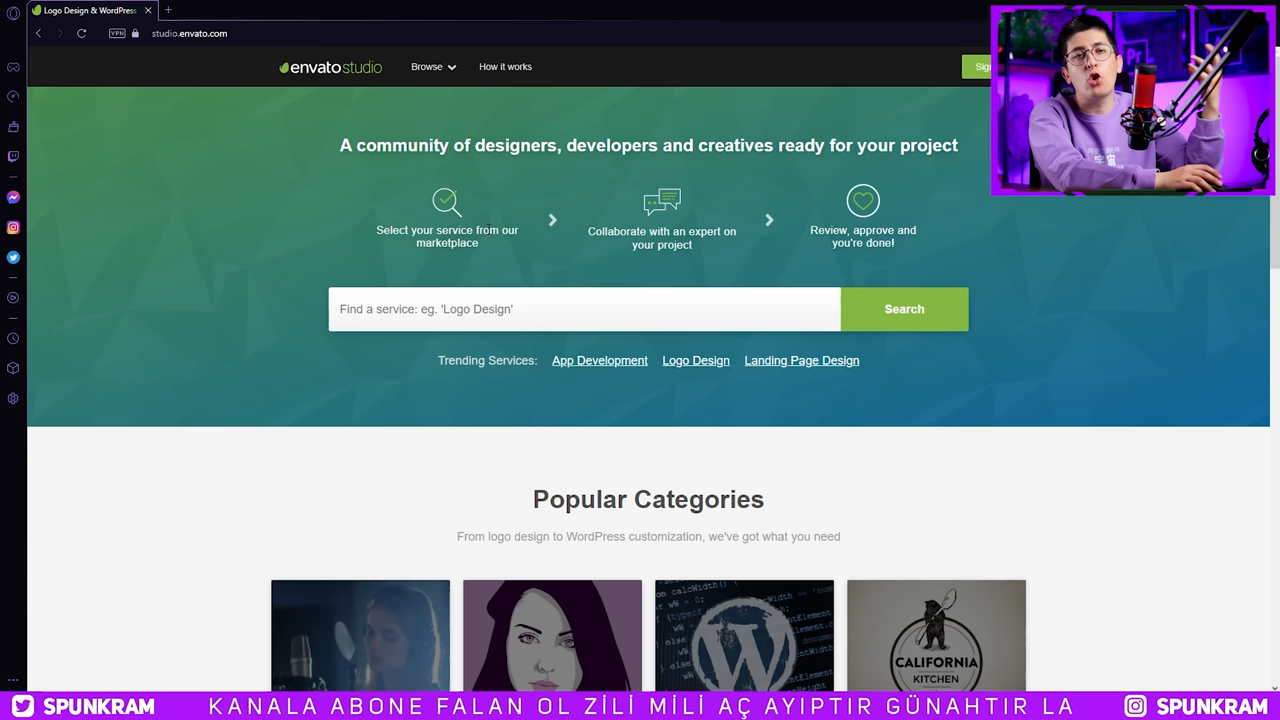 Logo Design & WordPress
VPN
studio.envato.com
envato studio
Browse
How it works
Sig
A community of designers, developers and creatives ready for your project
Select your service from our
marketplace
Collaborate with an expert on
your project
Review, approve and
you're done!
Find a service: eg. 'Logo Design'
Search
Trending Services:
App Development
Logo Design
Landing Page Design
Popular Categories
From logo design to WordPress customization, we've got what you need
CALIFORNIA
KITCHEN
SPUNKRAM
KANALA ABONE FALAN OL ZİLİ MİLİ AÇ AYIPTIR GÜNAHTIR LA
SPUNKRAM